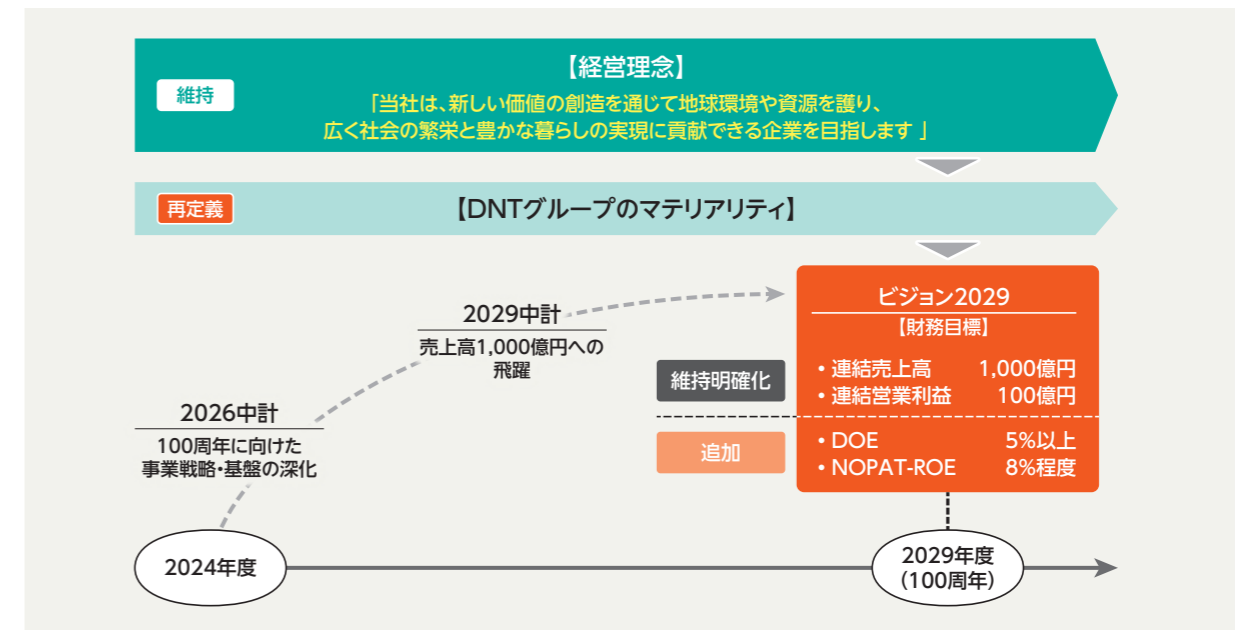 維持
【経営理念】
「当社は、新しい価値の創造を通じて地球環境や資源を護り、
広く社会の繁栄と豊かな暮らしの実現に貢献できる企業を目指します 」
再定義
【DNTグループのマテリアリティ】
2026中計
100周年に向けた
事業戦略・基盤の深化
2029中計
売上高1,000億円への
飛躍
ビジョン2029
【財務目標】
維持明確化
・連結売上高 1,000億円
・連結営業利益 100億円
追加
・DOE 5%以上
・NOPAT-ROE 8%程度
2024年度
2029年度
(100周年)